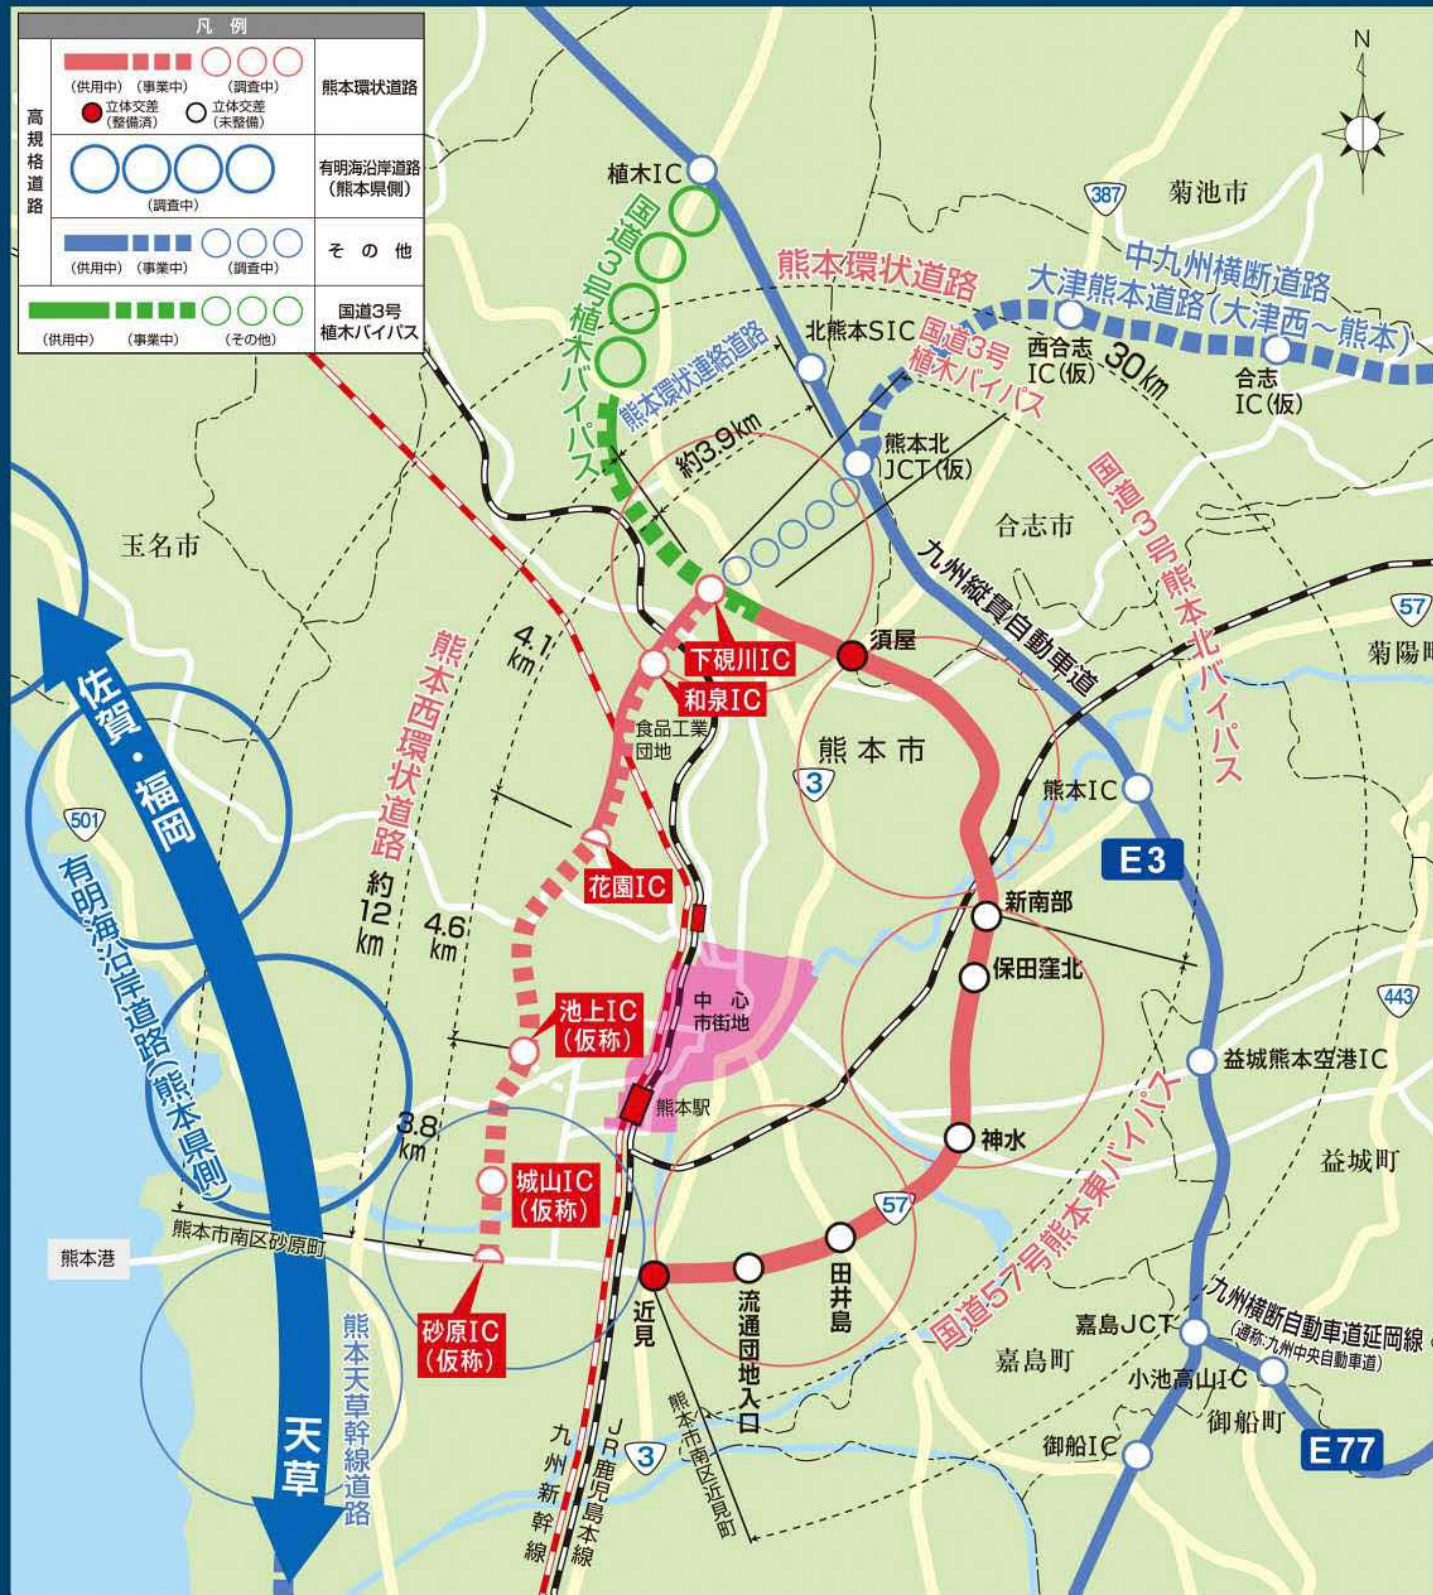 凡 例
高規格道路
(供用中) (事業中) (調査中)
立体交差(整備済)
立体交差(未整備)
熊本環状道路
(調査中)
有明海沿岸道路
(熊本県側)
(供用中) (事業中) (調査中)
そ の 他
(供用中) (事業中) (その他)
国道3号
植木バイパス
N
植木IC
387
菊池市
国道3号植木バイパス
熊本環状道路
中九州横断道路
大津熊本道路(大津西〜熊本)
北熊本SIC
国道3号
植木バイパス
西合志
IC(仮)
30km
合志
IC(仮)
熊本環状連絡道路
約3.9km
熊本北
JCT(仮)
国道3号熊本北バイパス
玉名市
合志市
九州縦貫自動車道
57
菊陽町
4.1
km
下硯川IC
須屋
和泉IC
熊本西環状道路
約
12
km
食品工業
団地
熊本市
3
熊本IC
E3
佐賀・福岡
501
有明海沿岸道路(熊本県側)
花園IC
4.6
km
新南部
保田窪北
443
中 心
市街地
池上IC
(仮称)
益城熊本空港IC
熊本駅
3.8
km
神水
国道57号熊本東バイパス
益城町
城山IC
(仮称)
57
熊本市南区砂原町
熊本港
田井島
流通団地入口
近見
砂原IC
(仮称)
嘉島JCT
九州横断自動車道延岡線
(通称:九州中央自動車道)
嘉島町
小池高山IC
御船町
熊本天草幹線道路
天草
熊本市南区近見町
3
御船IC
E77
JR鹿児島本線
九州新幹線